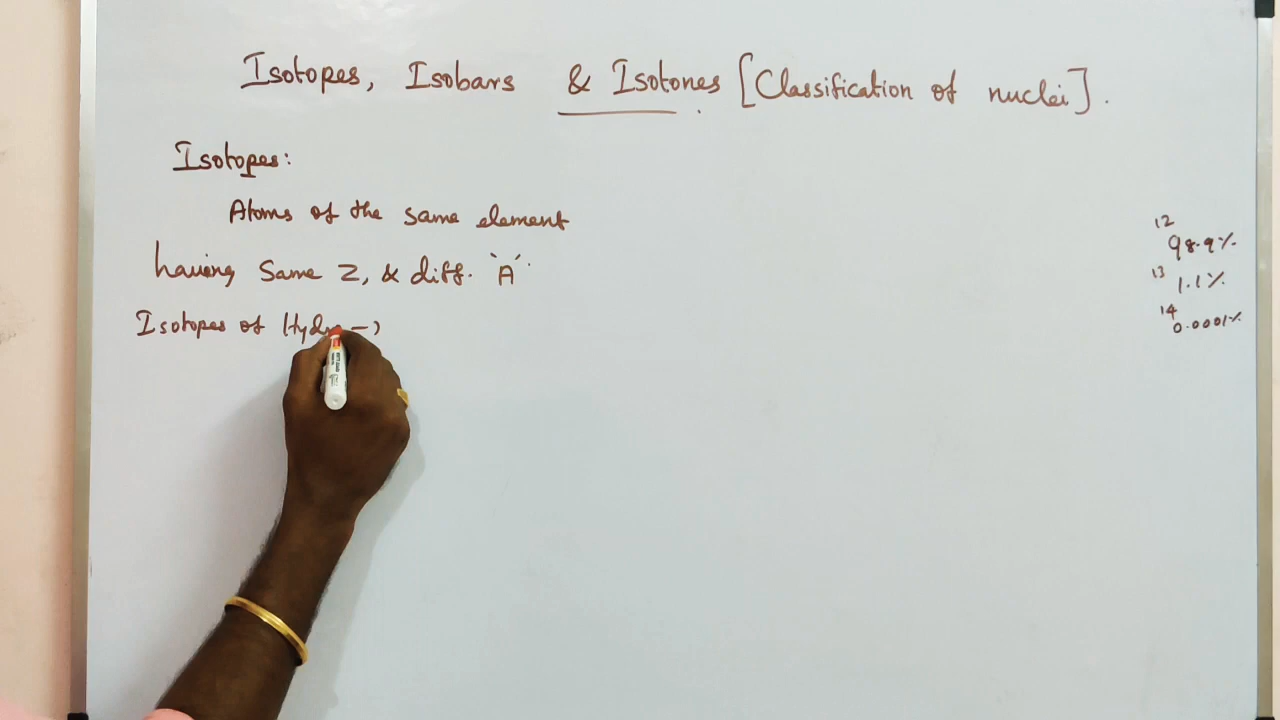 Isotopes, Isobars & Isotones [Classification of nuclei].
Isotopes:
Atoms of the same element
having same Z, & diff. 'A'.
Isotopes of Hydr →
12
98.9%
13
1.1%
14
0.0001%